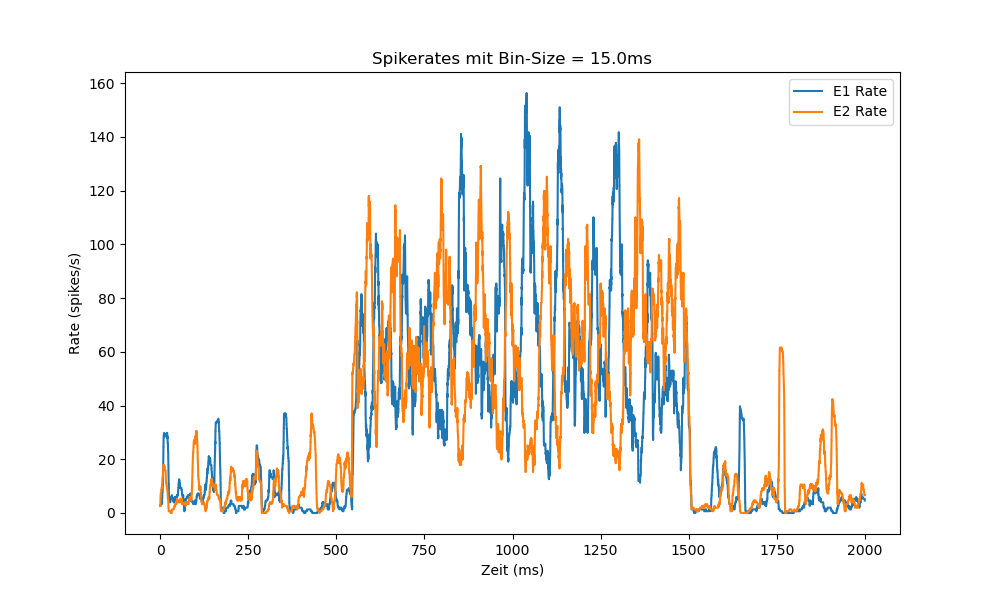 Spikerates mit Bin-Size = 15.0ms
E1 Rate
E2 Rate
Rate (spikes/s)
160
140
120
100
80
60
40
20
0
0 250 500 750 1000 1250 1500 1750 2000
Zeit (ms)